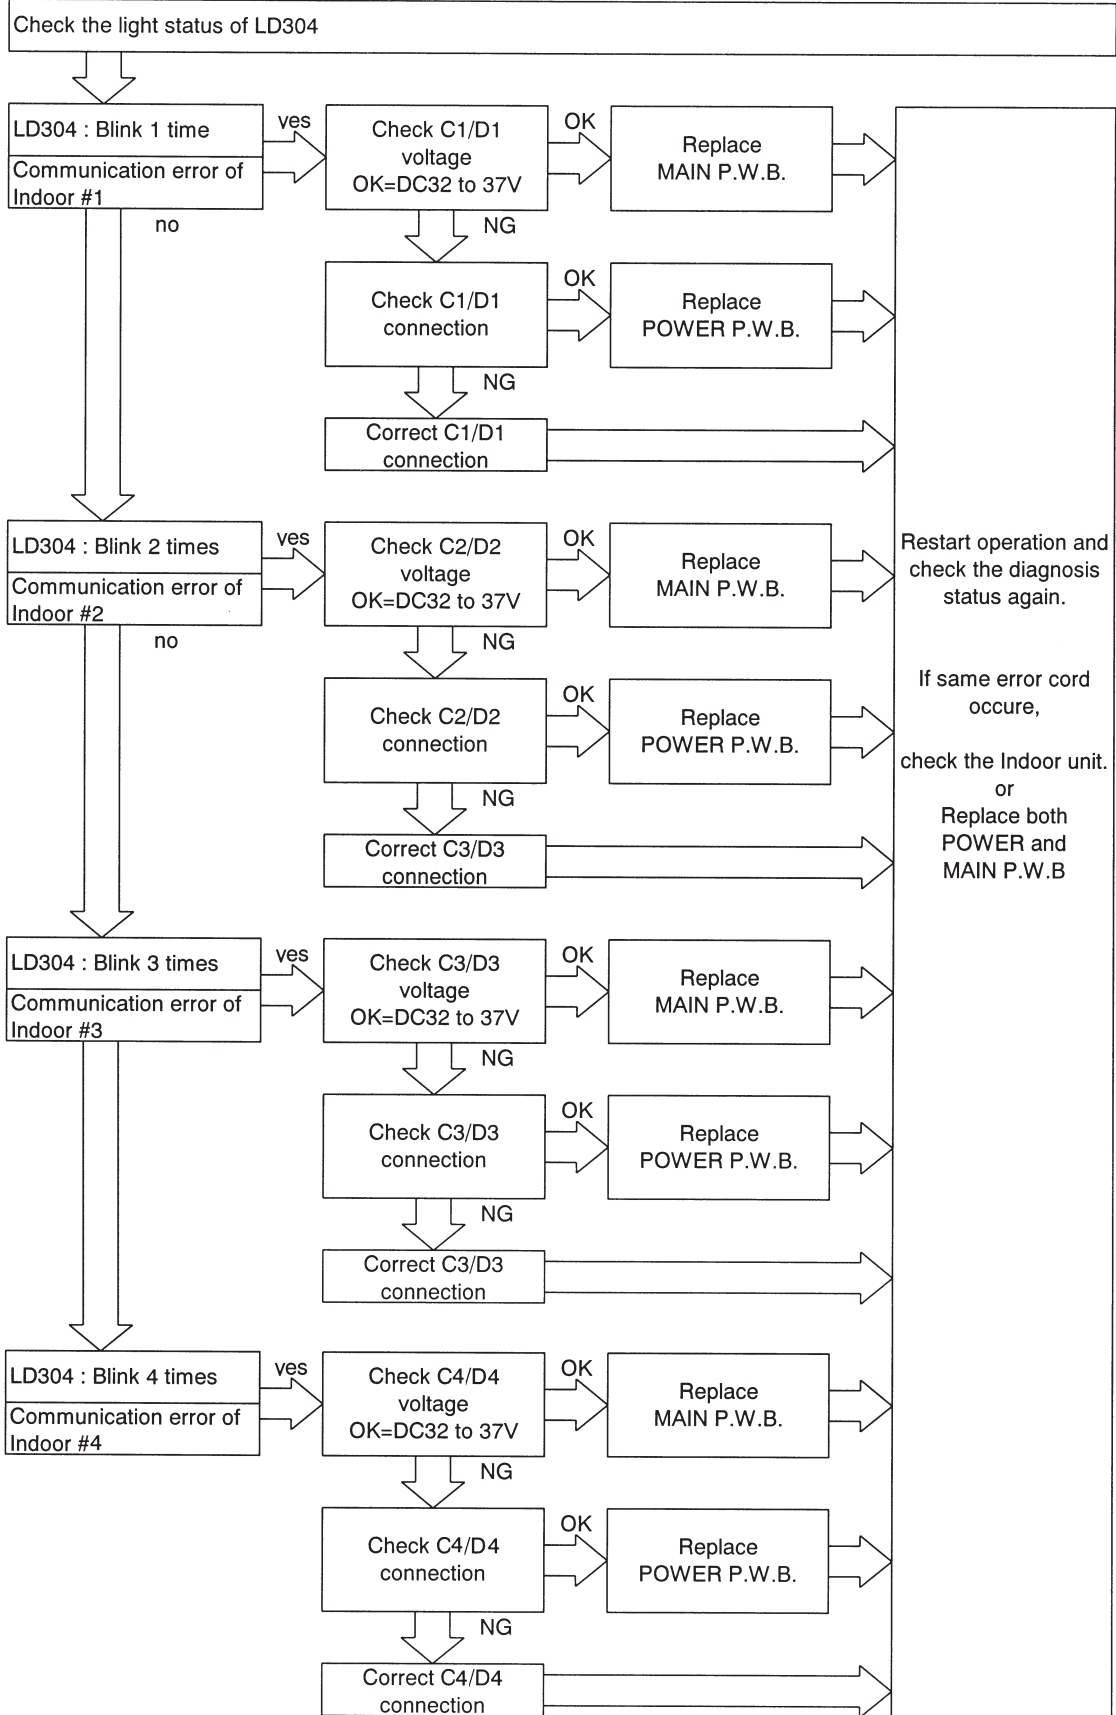 Check the light status of LD304
LD304 : Blink 1 time
Communication error of
Indoor #1
yes
no
Check C1/D1
voltage
OK=DC32 to 37V
OK
Replace
MAIN P.W.B.
NG
Check C1/D1
connection
OK
Replace
POWER P.W.B.
NG
Correct C1/D1
connection
LD304 : Blink 2 times
Communication error of
Indoor #2
yes
no
Check C2/D2
voltage
OK=DC32 to 37V
OK
Replace
MAIN P.W.B.
NG
Check C2/D2
connection
OK
Replace
POWER P.W.B.
NG
Correct C3/D3
connection
LD304 : Blink 3 times
Communication error of
Indoor #3
yes
Check C3/D3
voltage
OK=DC32 to 37V
OK
Replace
MAIN P.W.B.
NG
Check C3/D3
connection
OK
Replace
POWER P.W.B.
NG
Correct C3/D3
connection
LD304 : Blink 4 times
Communication error of
Indoor #4
yes
Check C4/D4
voltage
OK=DC32 to 37V
OK
Replace
MAIN P.W.B.
NG
Check C4/D4
connection
OK
Replace
POWER P.W.B.
NG
Correct C4/D4
connection
Restart operation and
check the diagnosis
status again.
If same error cord
occure,
check the Indoor unit.
or
Replace both
POWER and
MAIN P.W.B